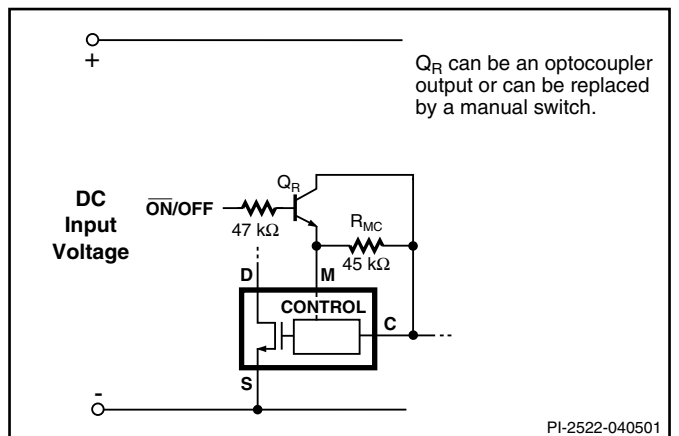 +
Q_R can be an optocoupler
output or can be replaced
by a manual switch.
Q_R
DC
Input
Voltage
O̅N̅/OFF
47 kΩ
R_MC
45 kΩ
D
M
CONTROL
C
S
-
PI-2522-040501